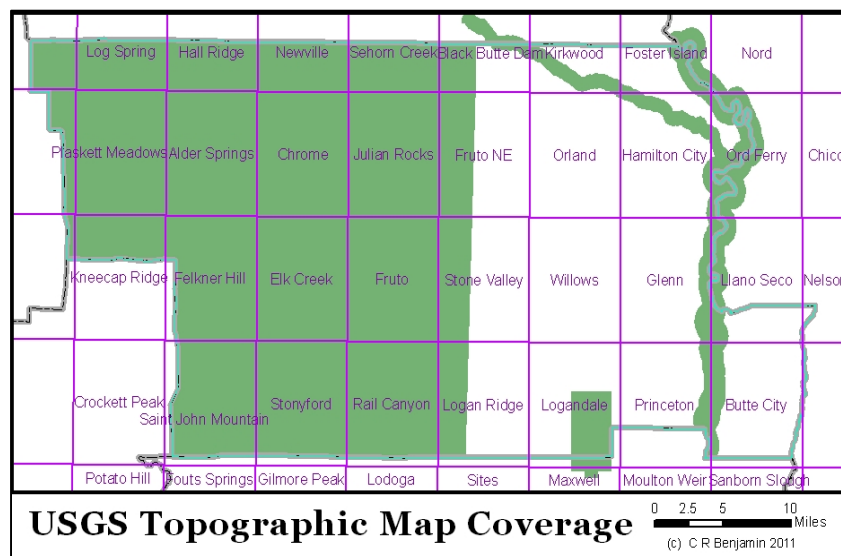 Log Spring Hall Ridge Newville Sehorn Creek Black Butte Dam Kirkwood Foster Island Nord
Plaskett Meadows Alder Springs Chrome Julian Rocks Fruto NE Orland Hamilton City Ord Ferry Chico
Kneecap Ridge Felkner Hill Elk Creek Fruto Stone Valley Willows Glenn Llano Seco Nelson
Crockett Peak Stonyford Rail Canyon Logan Ridge Logandale Princeton Butte City
Saint John Mountain
Potato Hill Fouts Springs Gilmore Peak Lodoga Sites Maxwell Moulton Weir Sanborn Slough
USGS Topographic Map Coverage
0 2.5 5 10
Miles
(c) C R Benjamin 2011